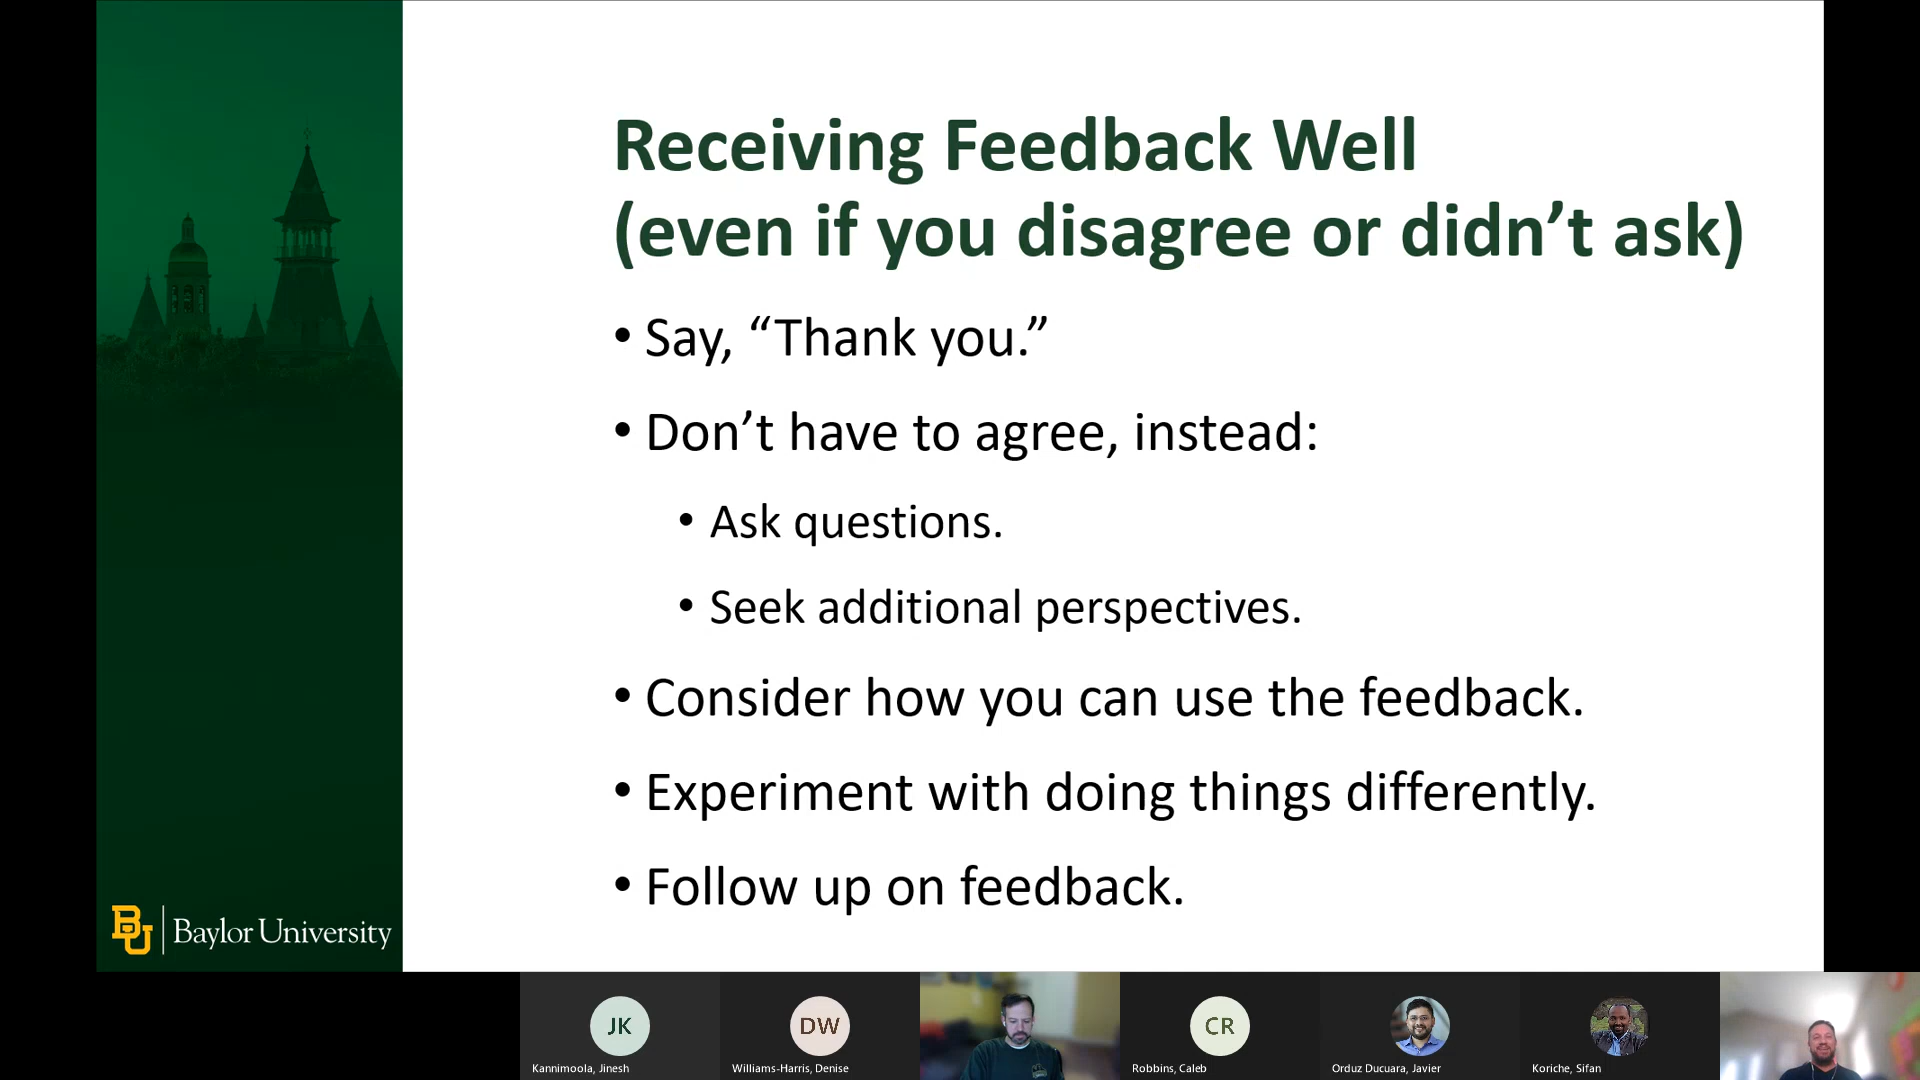 Receiving Feedback Well
(even if you disagree or didn’t ask)
• Say, “Thank you.”
• Don’t have to agree, instead:
• Ask questions.
• Seek additional perspectives.
• Consider how you can use the feedback.
• Experiment with doing things differently.
• Follow up on feedback.
BU | Baylor University
JK
DW
CR
Kannimoola, Jinesh
Williams-Harris, Denise
Robbins, Caleb
Orduz Ducuara, Javier
Koriche, Sifan